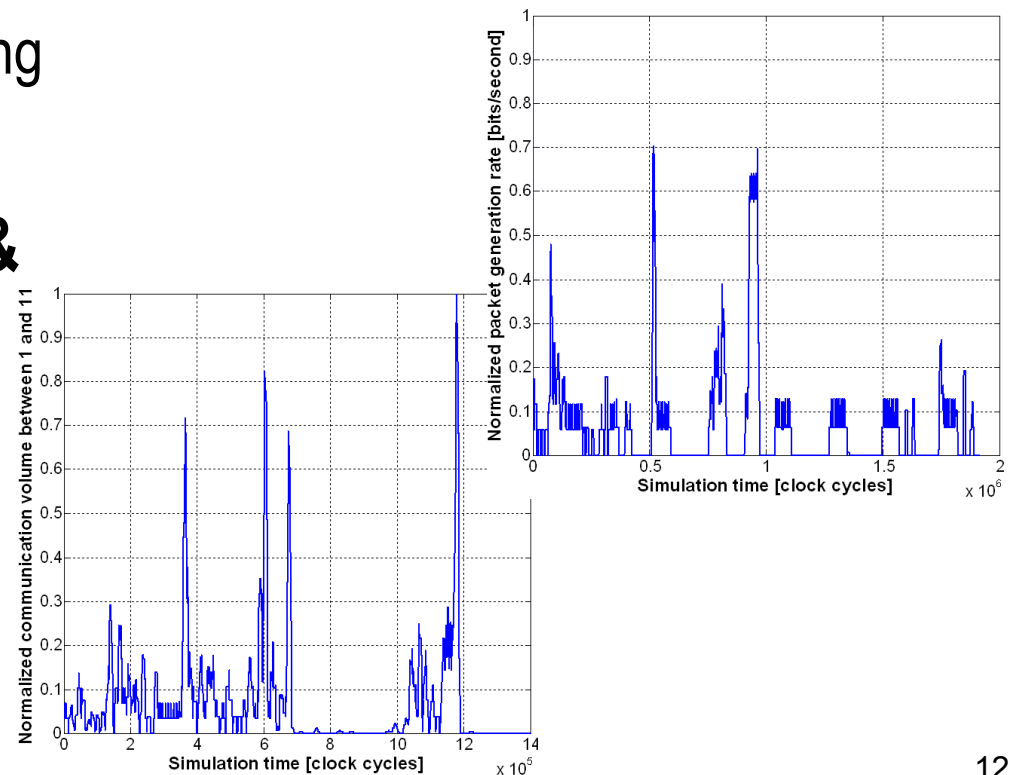 ng
&
Normalized packet generation rate [bits/second]
1
0.9
0.8
0.7
0.6
0.5
0.4
0.3
0.2
0.1
0
0 0.5 1 1.5 2
Simulation time [clock cycles]
x 10^6
Normalized communication volume between 1 and 11
1
0.9
0.8
0.7
0.6
0.5
0.4
0.3
0.2
0.1
0
0 2 4 6 8 10 12 14
Simulation time [clock cycles]
x 10^5
12